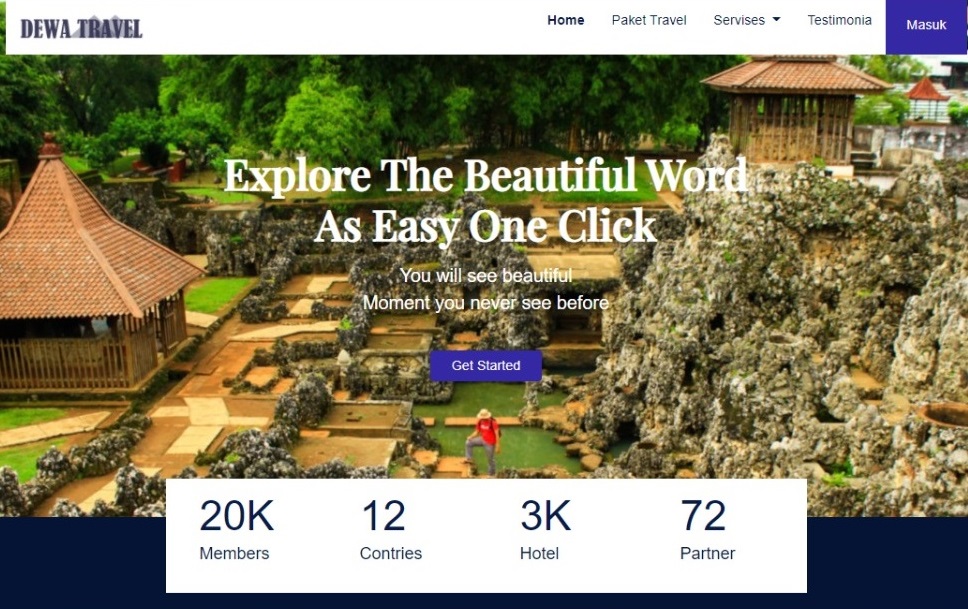 DEWA TRAVEL
Home Paket Travel Servises Testimonia Masuk
Explore The Beautiful Word
As Easy One Click
You will see beautiful
Moment you never see before
Get Started
20K 12 3K 72
Members Contries Hotel Partner